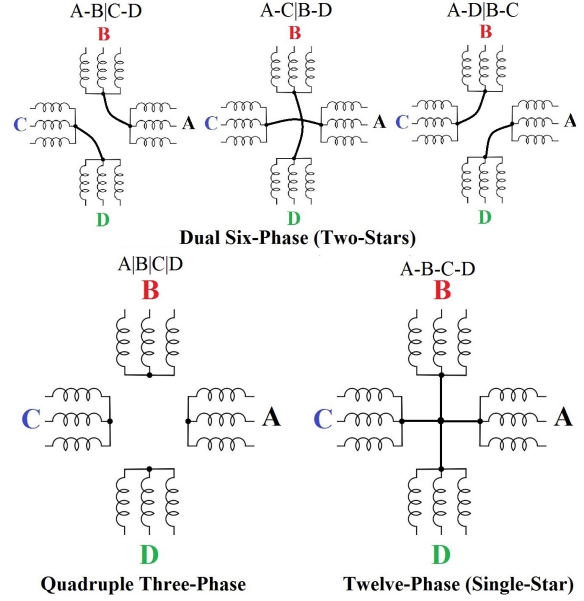 A-B|C-D A-C|B-D A-D|B-C
B B B
C A C A C A
D D D
Dual Six-Phase (Two-Stars)
A|B|C|D A-B-C-D
B B
C A C A
D D
Quadruple Three-Phase Twelve-Phase (Single-Star)